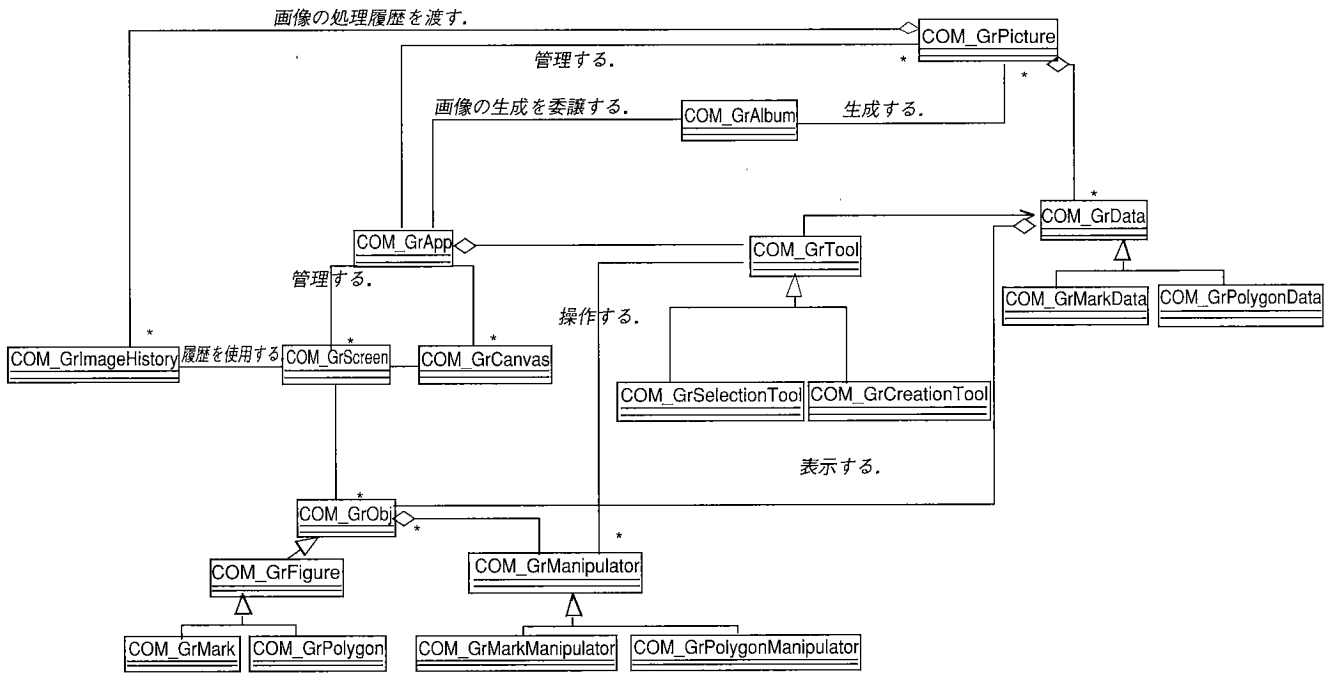 画像の処理履歴を渡す.
COM_GrPicture
管理する.
*
*
画像の生成を委譲する.
COM_GrAlbum
生成する.
*
COM_GrData
COM_GrApp
COM_GrTool
管理する.
COM_GrMarkData
COM_GrPolygonData
操作する.
*
*
*
COM_GrImageHistory
履歴を使用する.
COM_GrScreen
COM_GrCanvas
COM_GrSelectionTool
COM_GrCreationTool
表示する.
*
COM_GrObj
*
*
COM_GrFigure
COM_GrManipulator
COM_GrMark
COM_GrPolygon
COM_GrMarkManipulator
COM_GrPolygonManipulator